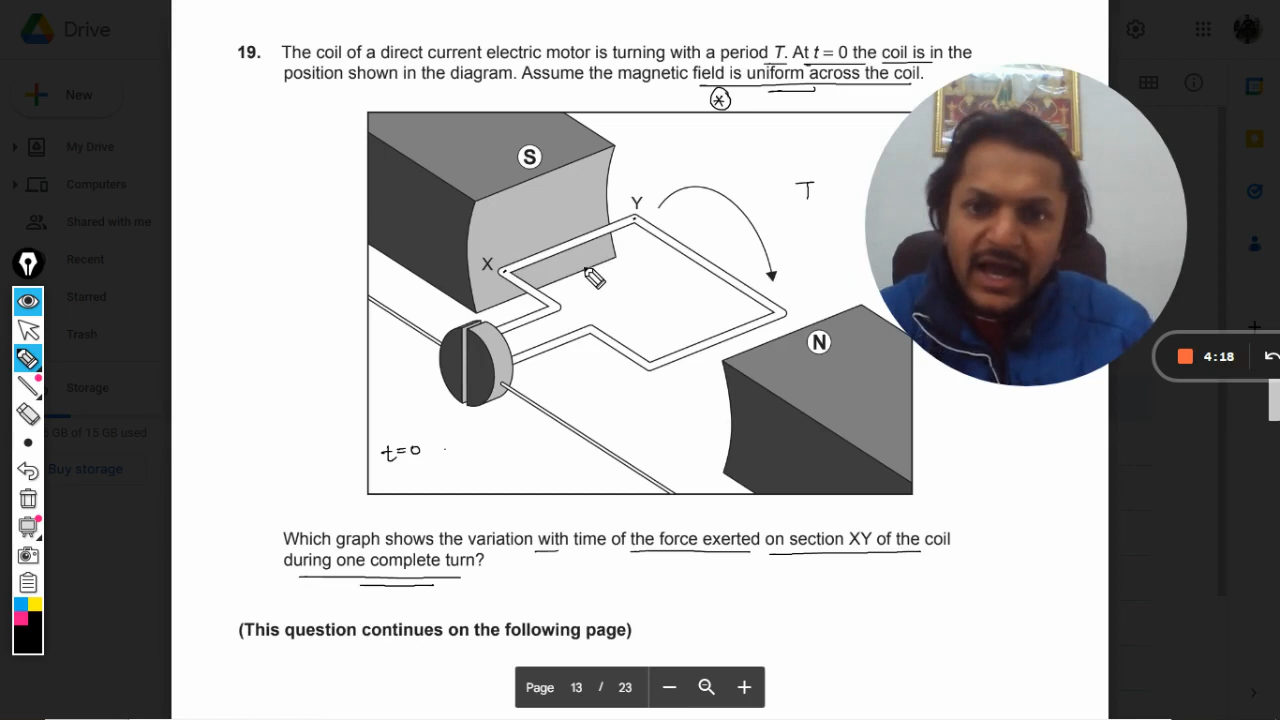 Drive
New
My Drive
Computers
Shared with me
Recent
Starred
Trash
Storage
GB of 15 GB used
Buy storage
19. The coil of a direct current electric motor is turning with a period T. At t = 0 the coil is in the
position shown in the diagram. Assume the magnetic field is uniform across the coil.
S
Y
T
X
N
t=0
Which graph shows the variation with time of the force exerted on section XY of the coil
during one complete turn?
(This question continues on the following page)
Page 13 / 23
4:18